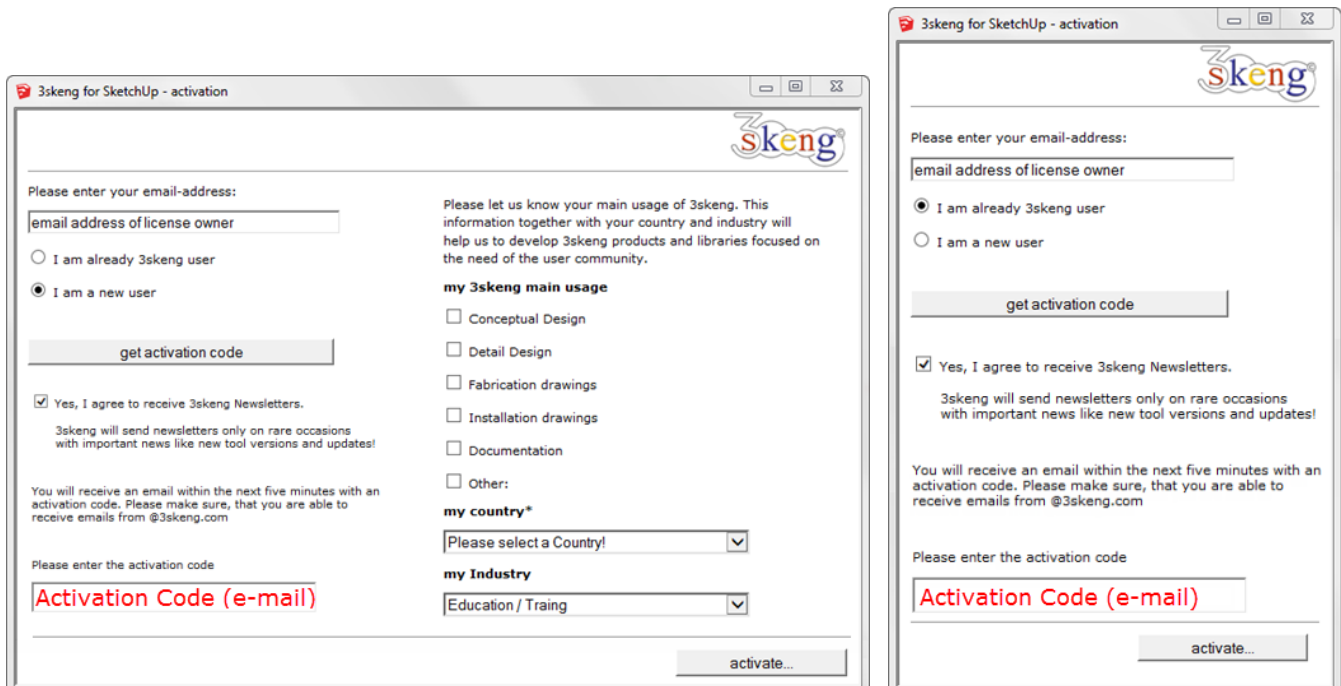 3skeng for SketchUp - activation
3skeng©
Please enter your email-address:
email address of license owner
I am already 3skeng user
I am a new user
get activation code
Yes, I agree to receive 3skeng Newsletters.
3skeng will send newsletters only on rare occasions
with important news like new tool versions and updates!
You will receive an email within the next five minutes with an
activation code. Please make sure, that you are able to
receive emails from @3skeng.com
Please enter the activation code
Activation Code (e-mail)
Please let us know your main usage of 3skeng. This
information together with your country and industry will
help us to develop 3skeng products and libraries focused on
the need of the user community.
my 3skeng main usage
Conceptual Design
Detail Design
Fabrication drawings
Installation drawings
Documentation
Other:
my country*
Please select a Country!
my Industry
Education / Traing
activate...
3skeng for SketchUp - activation
3skeng©
Please enter your email-address:
email address of license owner
I am already 3skeng user
I am a new user
get activation code
Yes, I agree to receive 3skeng Newsletters.
3skeng will send newsletters only on rare occasions
with important news like new tool versions and updates!
You will receive an email within the next five minutes with an
activation code. Please make sure, that you are able to
receive emails from @3skeng.com
Please enter the activation code
Activation Code (e-mail)
activate...